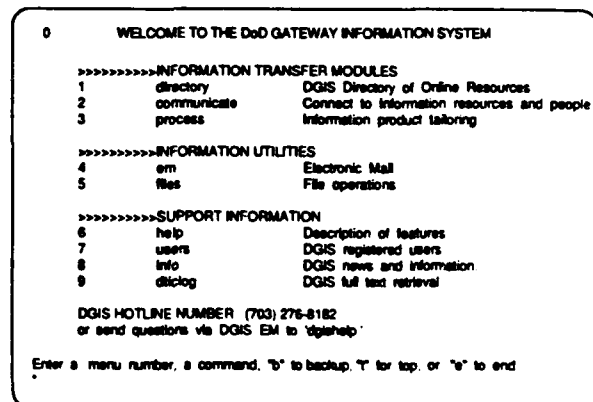 0 WELCOME TO THE DoD GATEWAY INFORMATION SYSTEM
>>>>>>>>>>INFORMATION TRANSFER MODULES
1 directory DGIS Directory of Online Resources
2 communicate Connect to Information resources and people
3 process Information product tailoring
>>>>>>>>>>INFORMATION UTILITIES
4 em Electronic Mail
5 files File operations
>>>>>>>>>>SUPPORT INFORMATION
6 help Description of features
7 users DGIS registered users
8 info DGIS news and information
9 dticlog DGIS full text retrieval
DGIS HOTLINE NUMBER (703) 276-8182
or send questions via DGIS EM to 'dgishelp'
Enter a menu number, a command, "b" to backup, "t" for top, or "e" to end
*